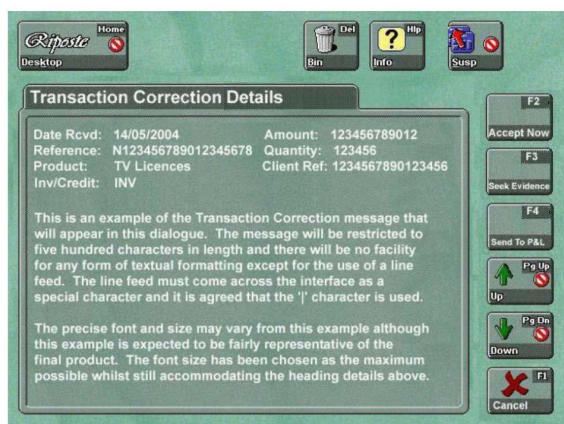 Home
Riposte
Desktop
Del
Bin
Hlp
Info
Susp
Transaction Correction Details
Date Rcvd: 14/05/2004 Amount: 123456789012
Reference: N123456789012345678 Quantity: 123456
Product: TV Licences Client Ref: 1234567890123456
Inv/Credit: INV
This is an example of the Transaction Correction message that
will appear in this dialogue. The message will be restricted to
five hundred characters in length and there will be no facility
for any form of textual formatting except for the use of a line
feed. The line feed must come across the interface as a
special character and it is agreed that the '|' character is used.
The precise font and size may vary from this example although
this example is expected to be fairly representative of the
final product. The font size has been chosen as the maximum
possible whilst still accommodating the heading details above.
F2
Accept Now
F3
Seek Evidence
F4
Send To P&L
Pg Up
Up
Pg Dn
Down
F1
Cancel